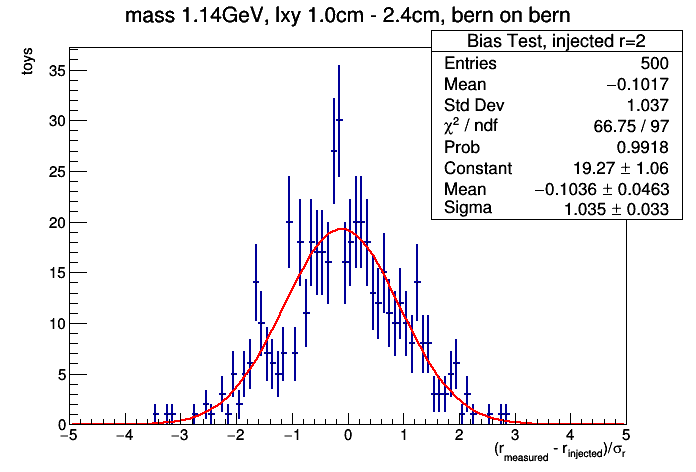 mass 1.14GeV, lxy 1.0cm - 2.4cm, bern on bern
Bias Test, injected r=2
Entries 500
Mean −0.1017
Std Dev 1.037
χ² / ndf 66.75 / 97
Prob 0.9918
Constant 19.27 ± 1.06
Mean −0.1036 ± 0.0463
Sigma 1.035 ± 0.033
toys
35
30
25
20
15
10
5
0
−5 −4 −3 −2 −1 0 1 2 3 4 5
(r_measured - r_injected)/σ_r